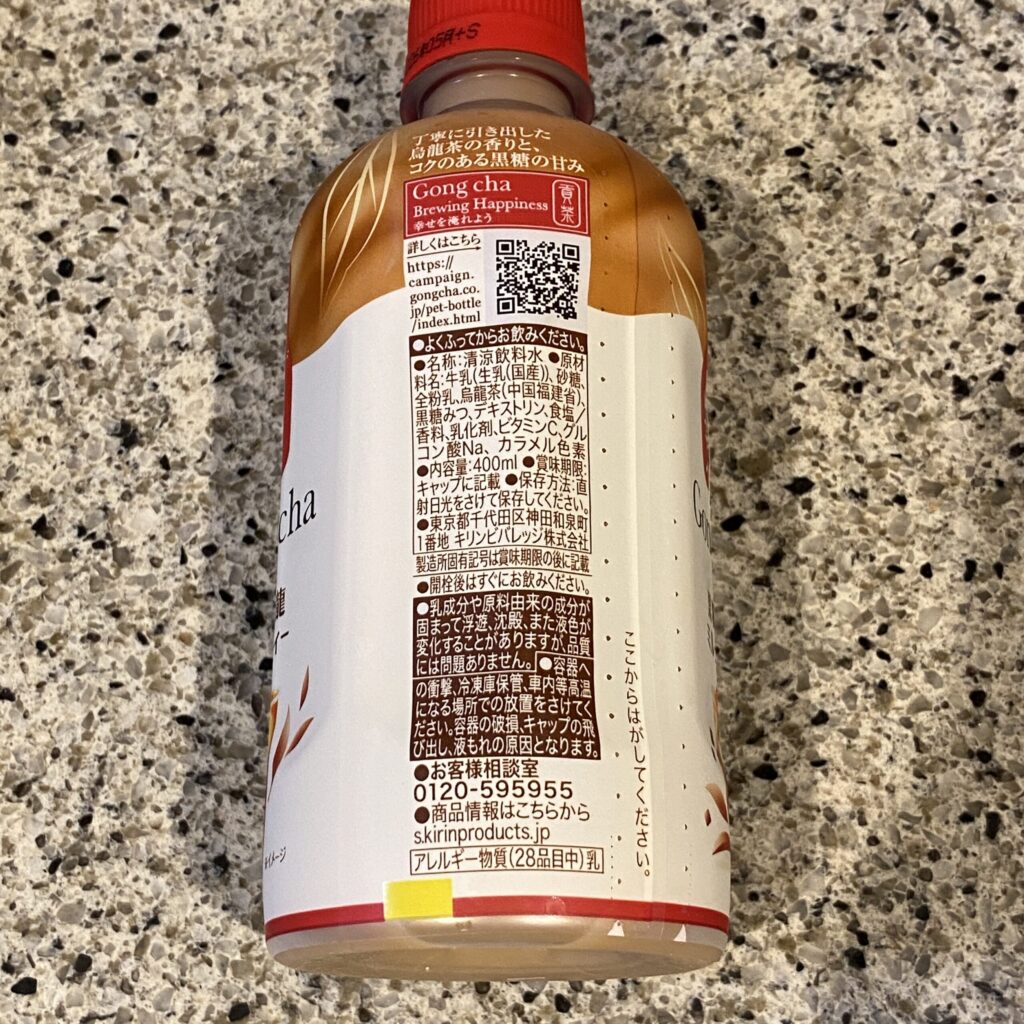 丁寧に引き出した
烏龍茶の香りと、
コクのある黒糖の甘み
Gong cha
Brewing Happiness
幸せを淹れよう
貢茶
詳しくはこちら
https://
campaign.
gongcha.co.
jp/pet-bottle
/index.html
●よくふってからお飲みください。
●名称:清涼飲料水 ●原材
料名:牛乳(生乳(国産))、砂糖、
全粉乳、烏龍茶(中国福建省)、
黒糖みつ、デキストリン、食塩/
香料、乳化剤、ビタミンC、グル
コン酸Na、カラメル色素
●内容量:400ml ●賞味期限:
キャップに記載 ●保存方法:直
射日光をさけて保存してください。
●東京都千代田区神田和泉町
1番地 キリンビバレッジ株式会社
製造所固有記号は賞味期限の後に記載
●開栓後はすぐにお飲みください。
●乳成分や原料由来の成分が
固まって浮遊、沈殿、また液色が
変化することがありますが、品質
には問題ありません。●容器へ
の衝撃、冷凍庫保管、車内等高温
になる場所での放置をさけてく
ださい。容器の破損、キャップの飛
び出し、液もれの原因となります。
●お客様相談室
0120-595955
●商品情報はこちらから
s.kirinproducts.jp
アレルギー物質(28品目中)乳
ここからはがしてください。
cha
龍
ィー
イメージ